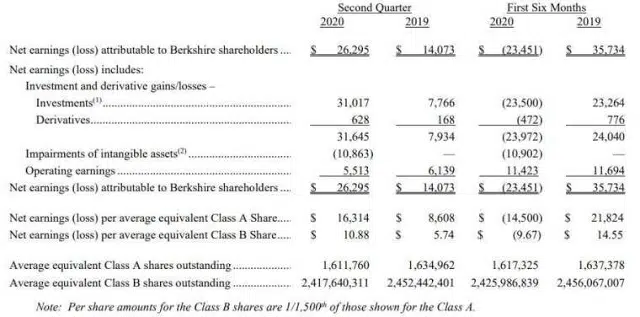 Second Quarter First Six Months
2020 2019 2020 2019
Net earnings (loss) attributable to Berkshire shareholders .... $ 26,295 $ 14,073 $ (23,451) $ 35,734
Net earnings (loss) includes:
Investment and derivative gains/losses –
Investments(1) 31,017 7,766 (23,500) 23,264
Derivatives 628 168 (472) 776
31,645 7,934 (23,972) 24,040
Impairments of intangible assets(2) (10,863) — (10,902) —
Operating earnings 5,513 6,139 11,423 11,694
Net earnings (loss) attributable to Berkshire shareholders .... $ 26,295 $ 14,073 $ (23,451) $ 35,734
Net earnings (loss) per average equivalent Class A Share..... $ 16,314 $ 8,608 $ (14,500) $ 21,824
Net earnings (loss) per average equivalent Class B Share..... $ 10.88 $ 5.74 $ (9.67) $ 14.55
Average equivalent Class A shares outstanding 1,611,760 1,634,962 1,617,325 1,637,378
Average equivalent Class B shares outstanding 2,417,640,311 2,452,442,401 2,425,986,839 2,456,067,007
Note: Per share amounts for the Class B shares are 1/1,500th of those shown for the Class A.